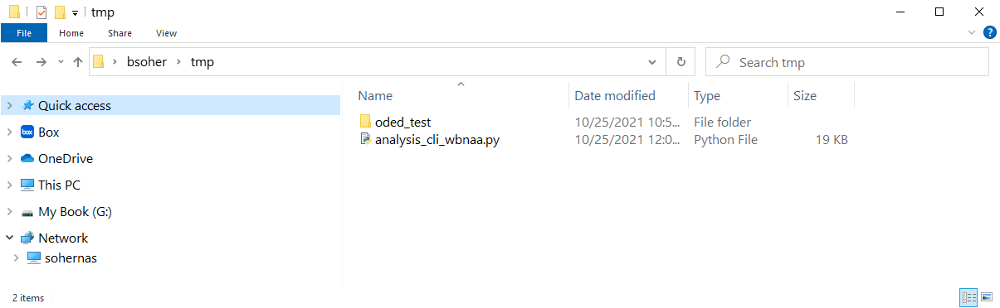 tmp
File Home Share View
bsoher tmp
Search tmp
Name Date modified Type Size
Quick access
oded_test 10/25/2021 10:5... File folder
Box
analysis_cli_wbnaa.py 10/25/2021 12:0... Python File 19 KB
OneDrive
This PC
My Book (G:)
Network
sohernas
2 items